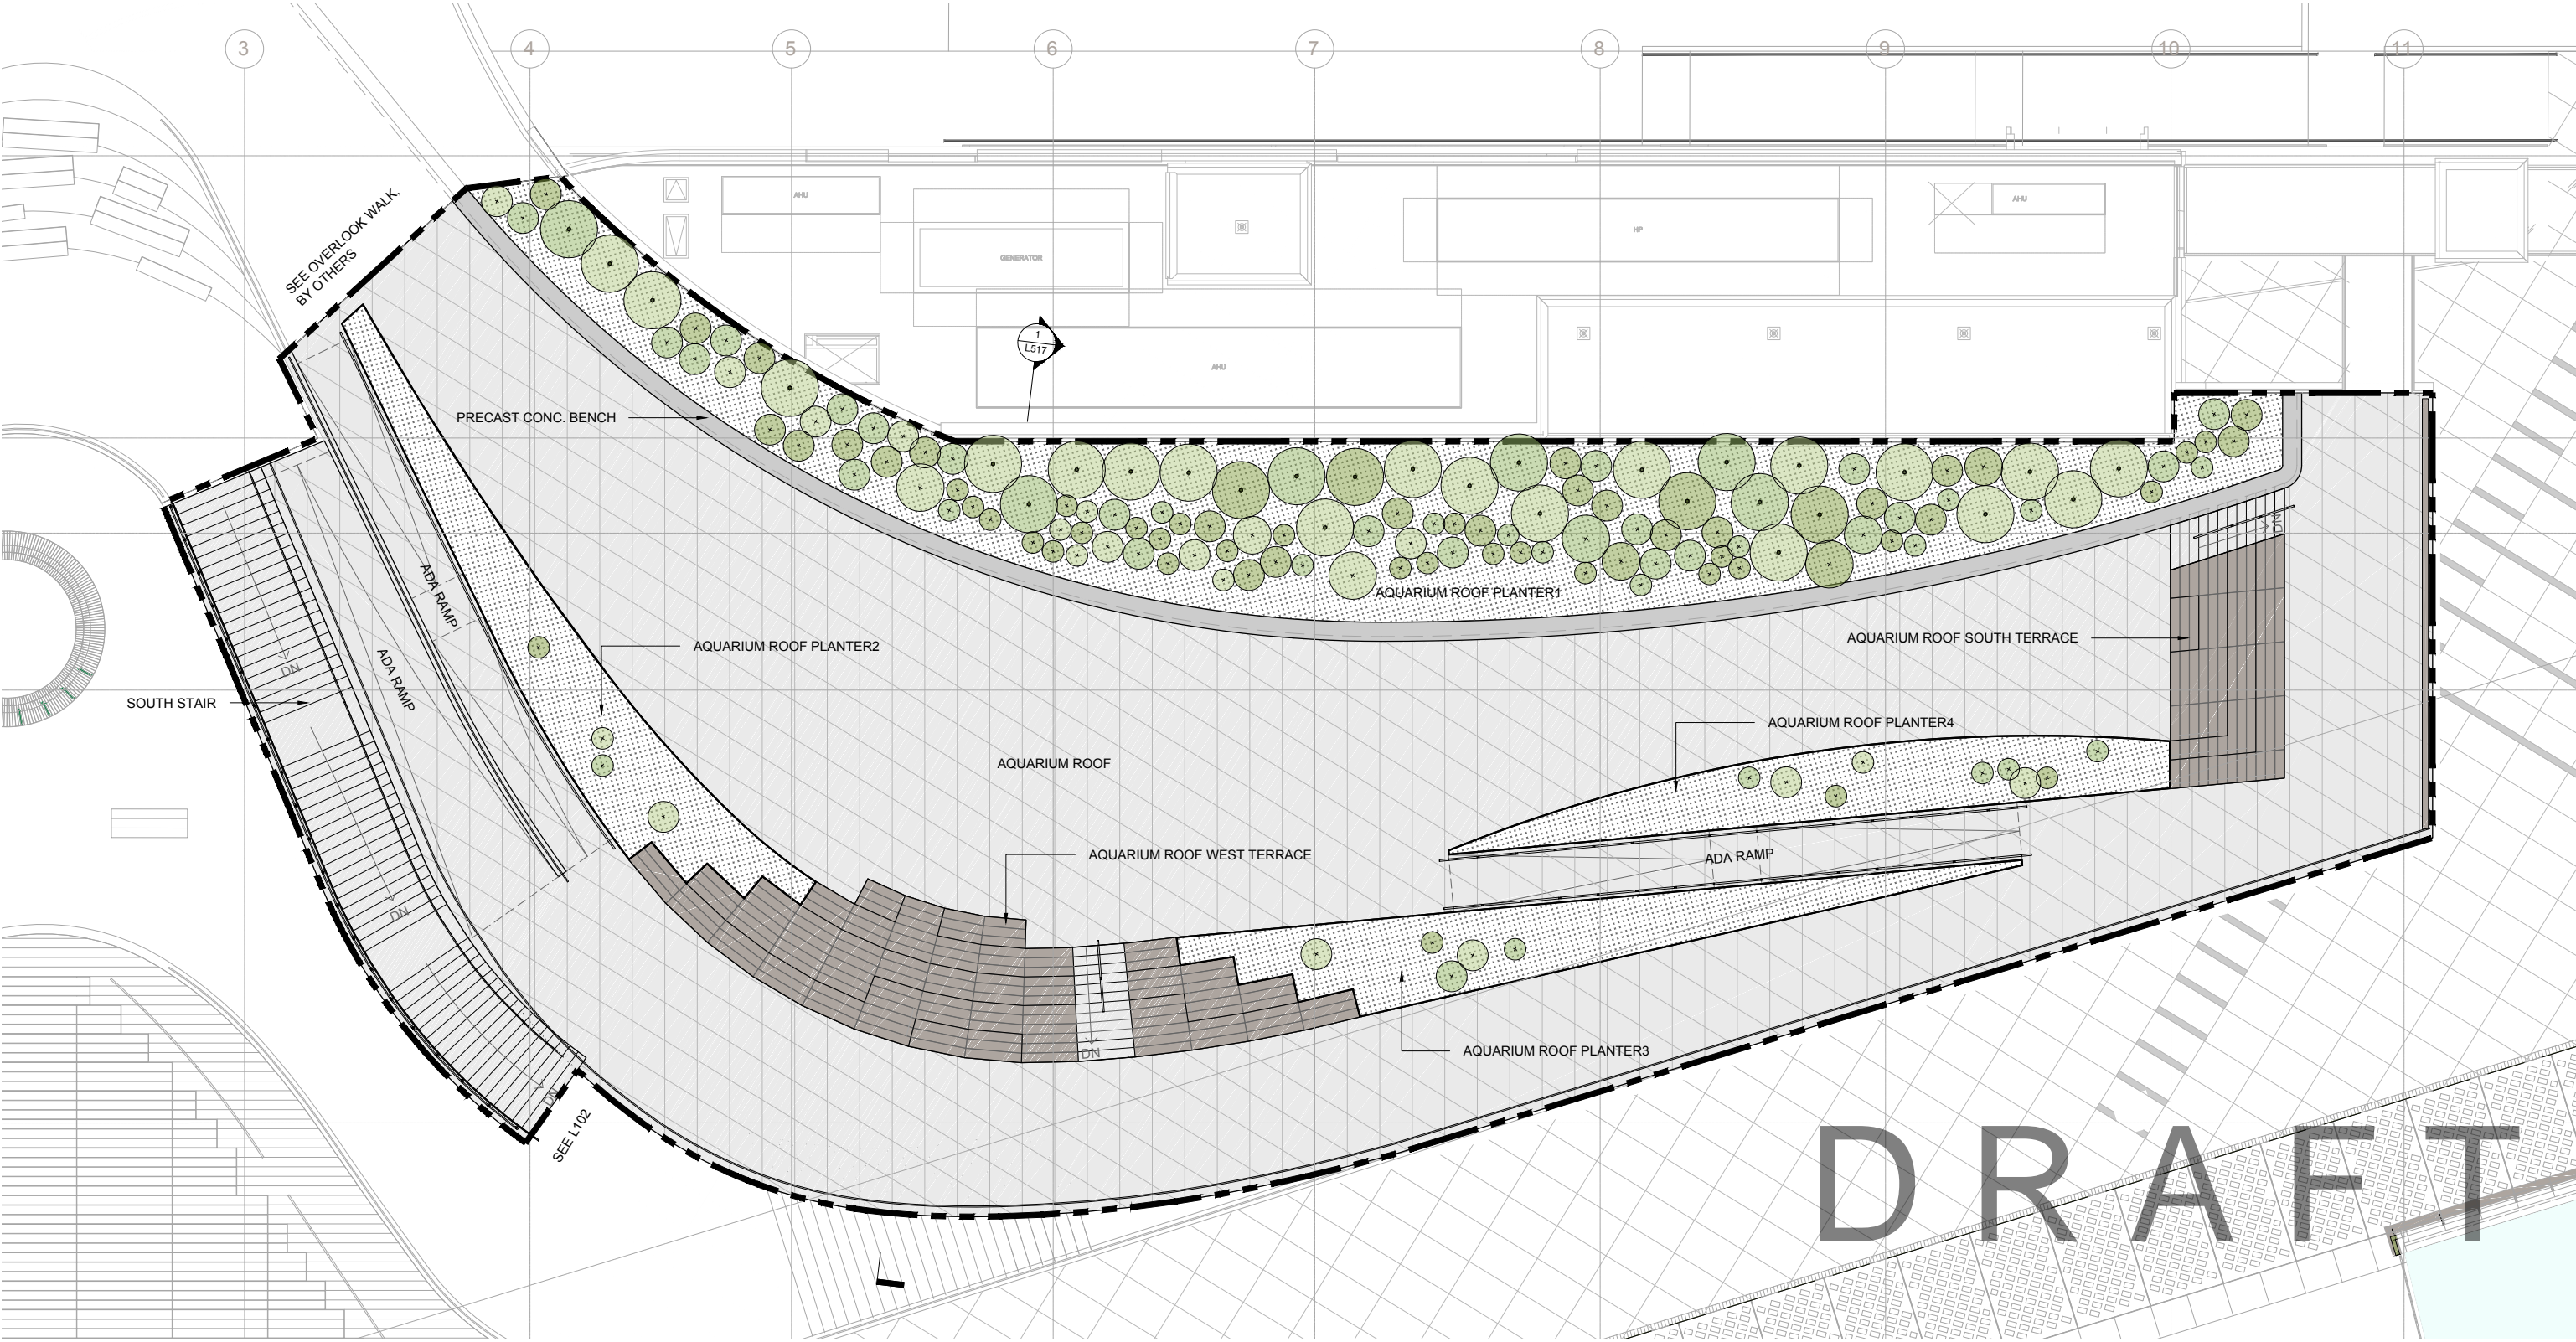 3
4
5
6
7
8
9
10
11
SEE OVERLOOK WALK,
BY OTHERS
AHU
GENERATOR
HP
AHU
1
L517
AHU
PRECAST CONC. BENCH
AQUARIUM ROOF PLANTER1
DN
ADA RAMP
ADA RAMP
DN
SOUTH STAIR
AQUARIUM ROOF PLANTER2
AQUARIUM ROOF SOUTH TERRACE
AQUARIUM ROOF PLANTER4
AQUARIUM ROOF
AQUARIUM ROOF WEST TERRACE
ADA RAMP
DN
DN
AQUARIUM ROOF PLANTER3
DN
SEE L102
DRAFT